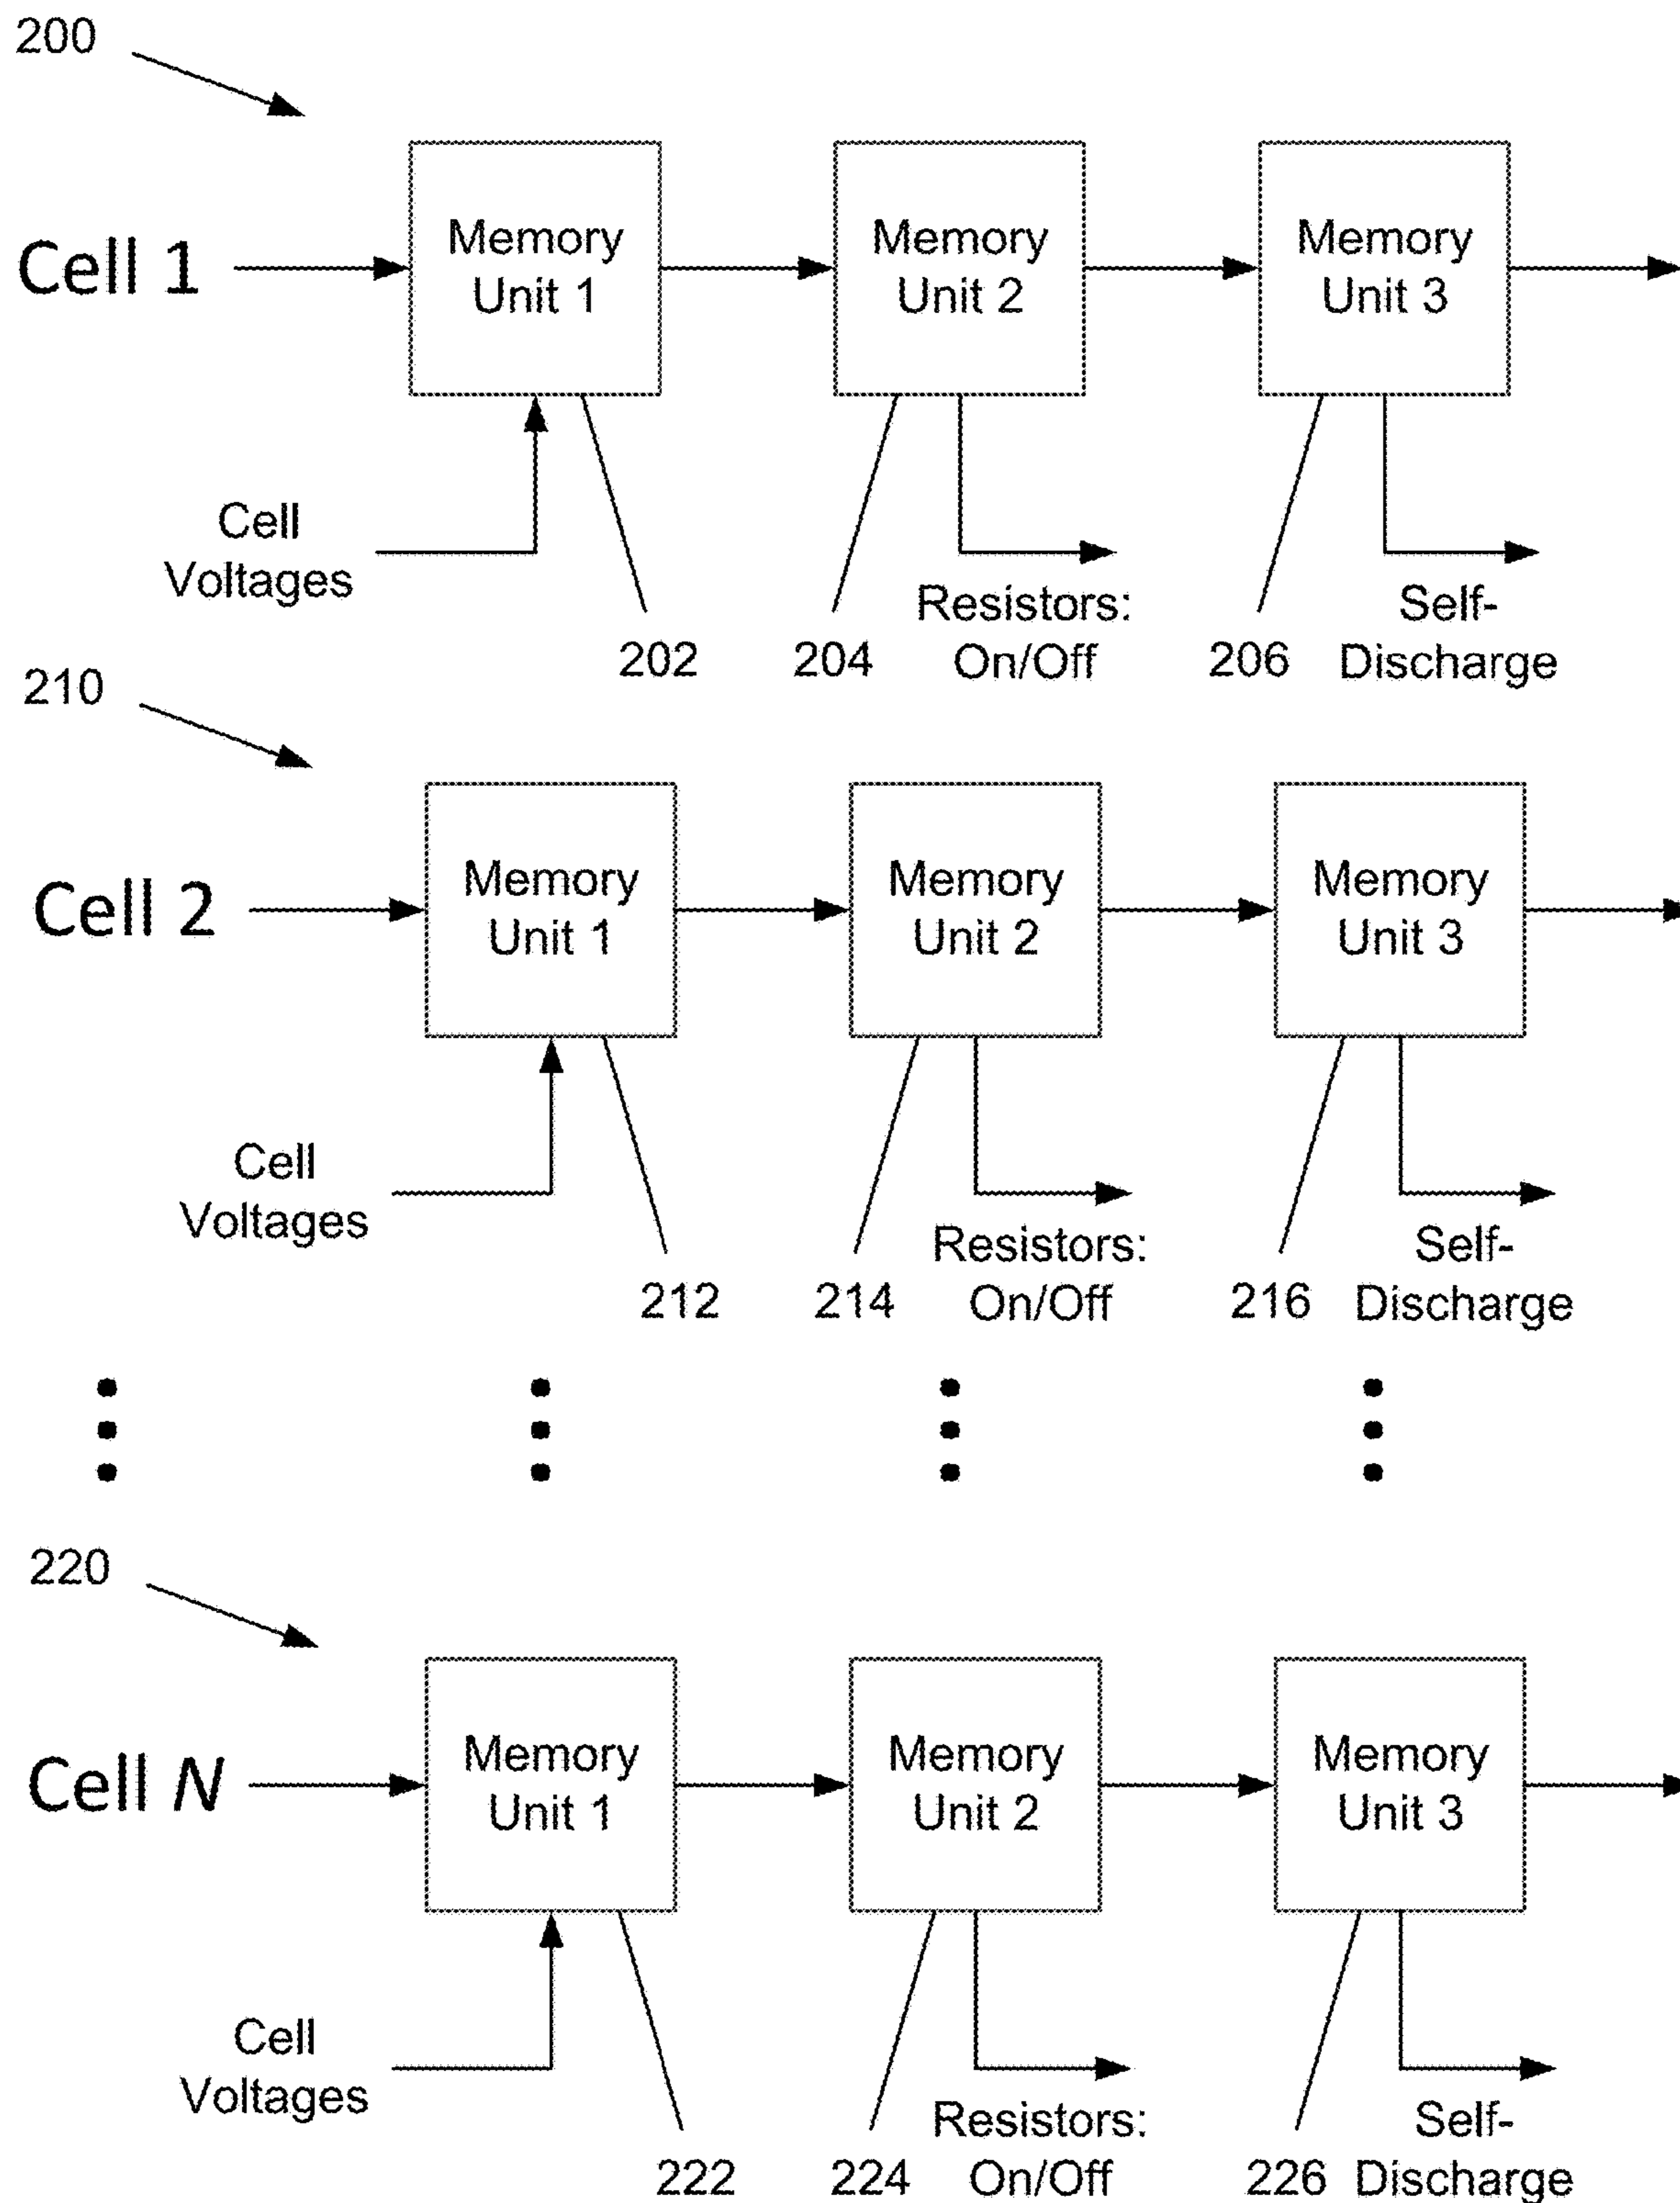 200
Memory
Unit 1
Memory
Unit 2
Memory
Unit 3
Cell 1
Cell
Voltages
Resistors:
On/Off
Self-
Discharge
202
204
206
210
Memory
Unit 1
Memory
Unit 2
Memory
Unit 3
Cell 2
Cell
Voltages
Resistors:
On/Off
Self-
Discharge
212
214
216
220
Memory
Unit 1
Memory
Unit 2
Memory
Unit 3
Cell N
Cell
Voltages
Resistors:
On/Off
Self-
Discharge
222
224
226